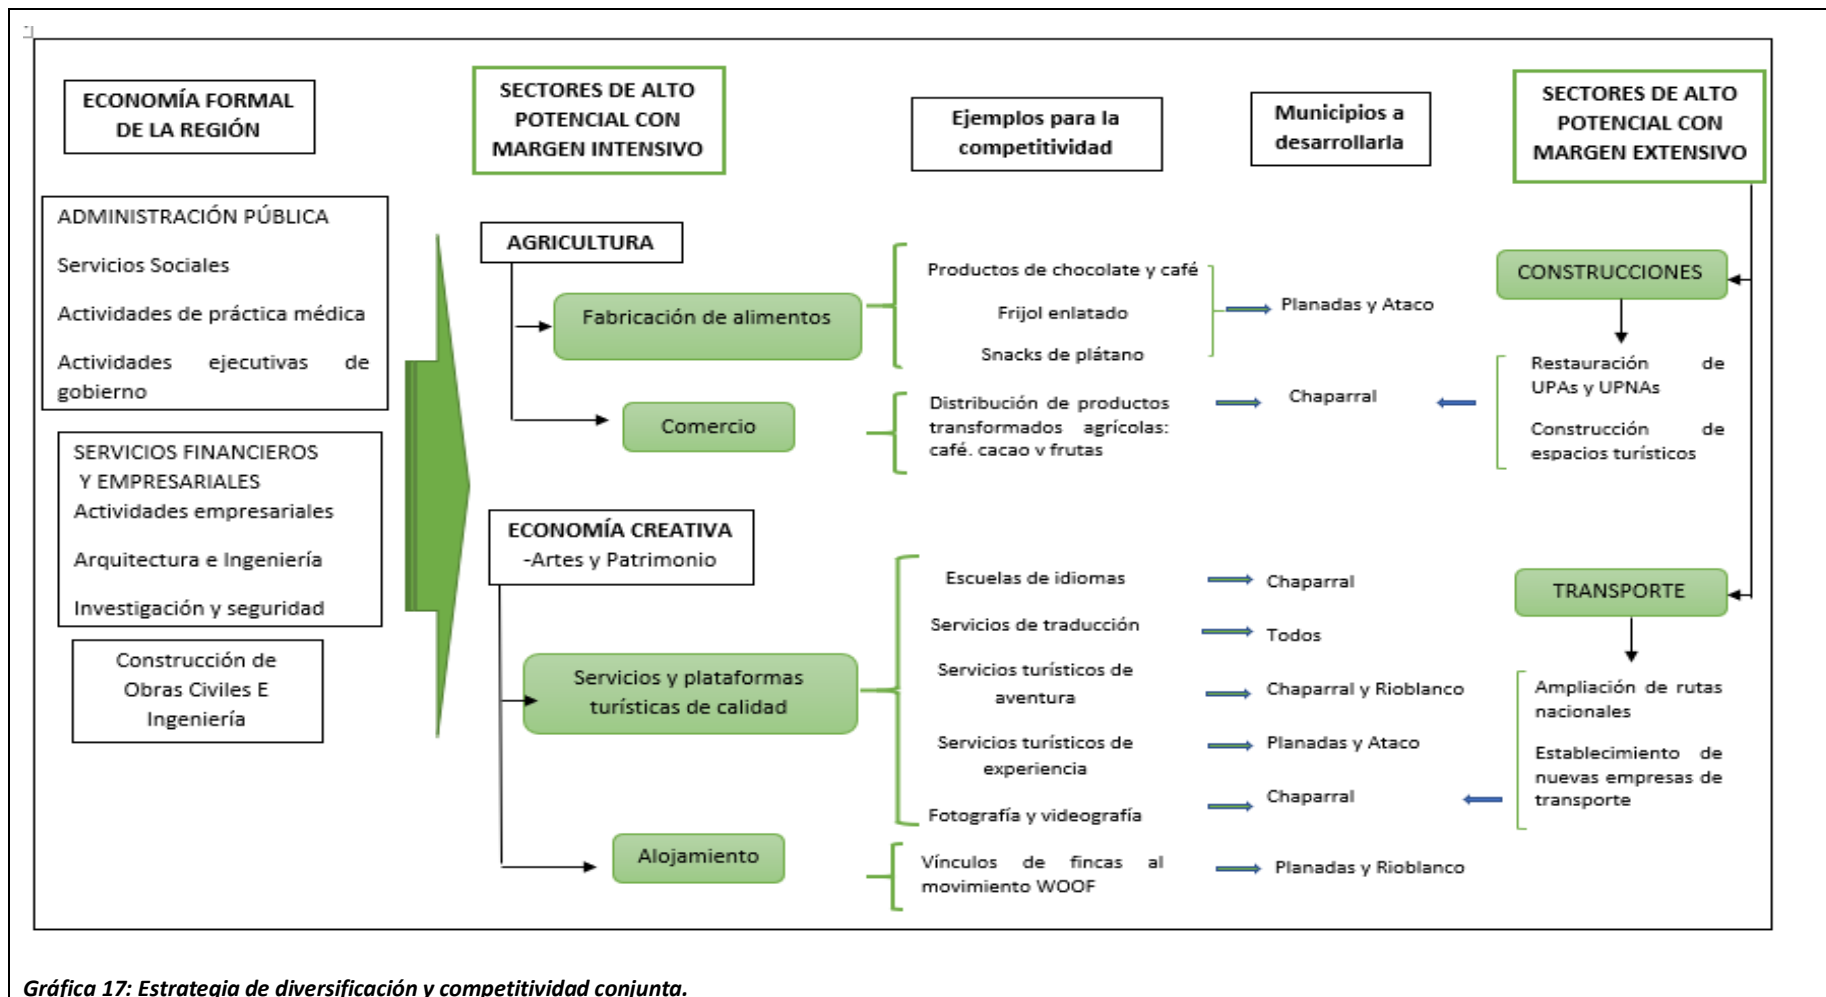 ECONOMÍA FORMAL
DE LA REGIÓN
SECTORES DE ALTO
POTENCIAL CON
MARGEN INTENSIVO
Ejemplos para la
competitividad
Municipios a
desarrollarla
SECTORES DE ALTO
POTENCIAL CON
MARGEN EXTENSIVO
ADMINISTRACIÓN PÚBLICA
Servicios Sociales
Actividades de práctica médica
Actividades ejecutivas de
gobierno
SERVICIOS FINANCIEROS
Y EMPRESARIALES
Actividades empresariales
Arquitectura e Ingeniería
Investigación y seguridad
Construcción de
Obras Civiles E
Ingeniería
AGRICULTURA
Fabricación de alimentos
Productos de chocolate y café
Frijol enlatado
Snacks de plátano
Planadas y Ataco
Comercio
Distribución de productos
transformados agrícolas:
café. cacao y frutas
Chaparral
ECONOMÍA CREATIVA
-Artes y Patrimonio
Servicios y plataformas
turísticas de calidad
Escuelas de idiomas
Chaparral
Servicios de traducción
Todos
Servicios turísticos de
aventura
Chaparral y Rioblanco
Servicios turísticos de
experiencia
Planadas y Ataco
Fotografía y videografía
Chaparral
Alojamiento
Vínculos de fincas al
movimiento WOOF
Planadas y Rioblanco
CONSTRUCCIONES
Restauración de
UPAs y UPNAs
Construcción de
espacios turísticos
TRANSPORTE
Ampliación de rutas
nacionales
Establecimiento de
nuevas empresas de
transporte
Gráfica 17: Estrategia de diversificación y competitividad conjunta.